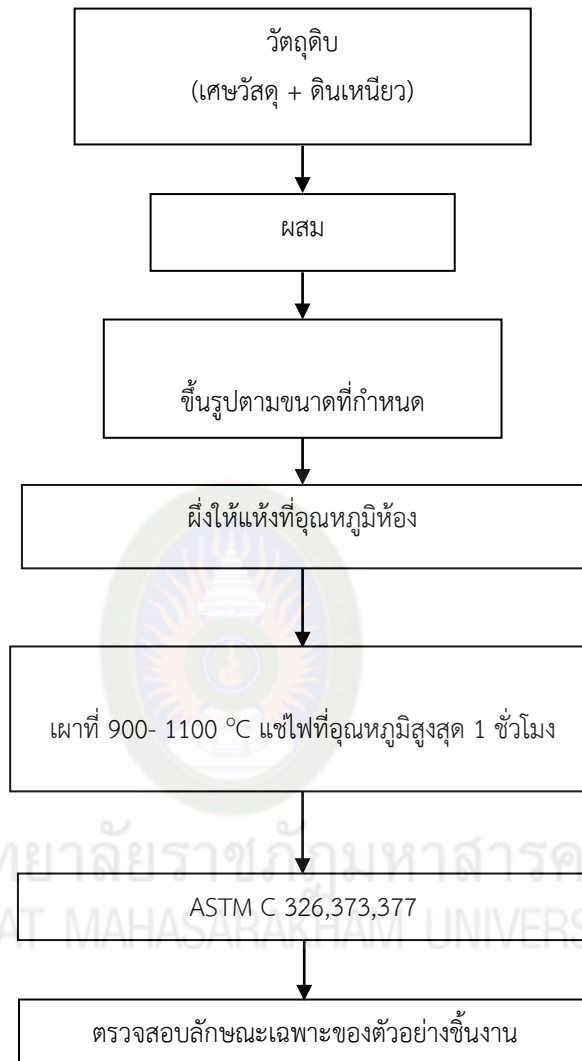 วัตถุดิบ
(เศษวัสดุ + ดินเหนียว)
ผสม
ขึ้นรูปตามขนาดที่กำหนด
ผึ่งให้แห้งที่อุณหภูมิห้อง
เผาที่ 900- 1100 °C แช่ไฟที่อุณหภูมิสูงสุด 1 ชั่วโมง
ทยาลัยราชภัฏมหาสารค
AT MAHASARAKHAM UNIVERS
ASTM C 326,373,377
ตรวจสอบลักษณะเฉพาะของตัวอย่างชิ้นงาน